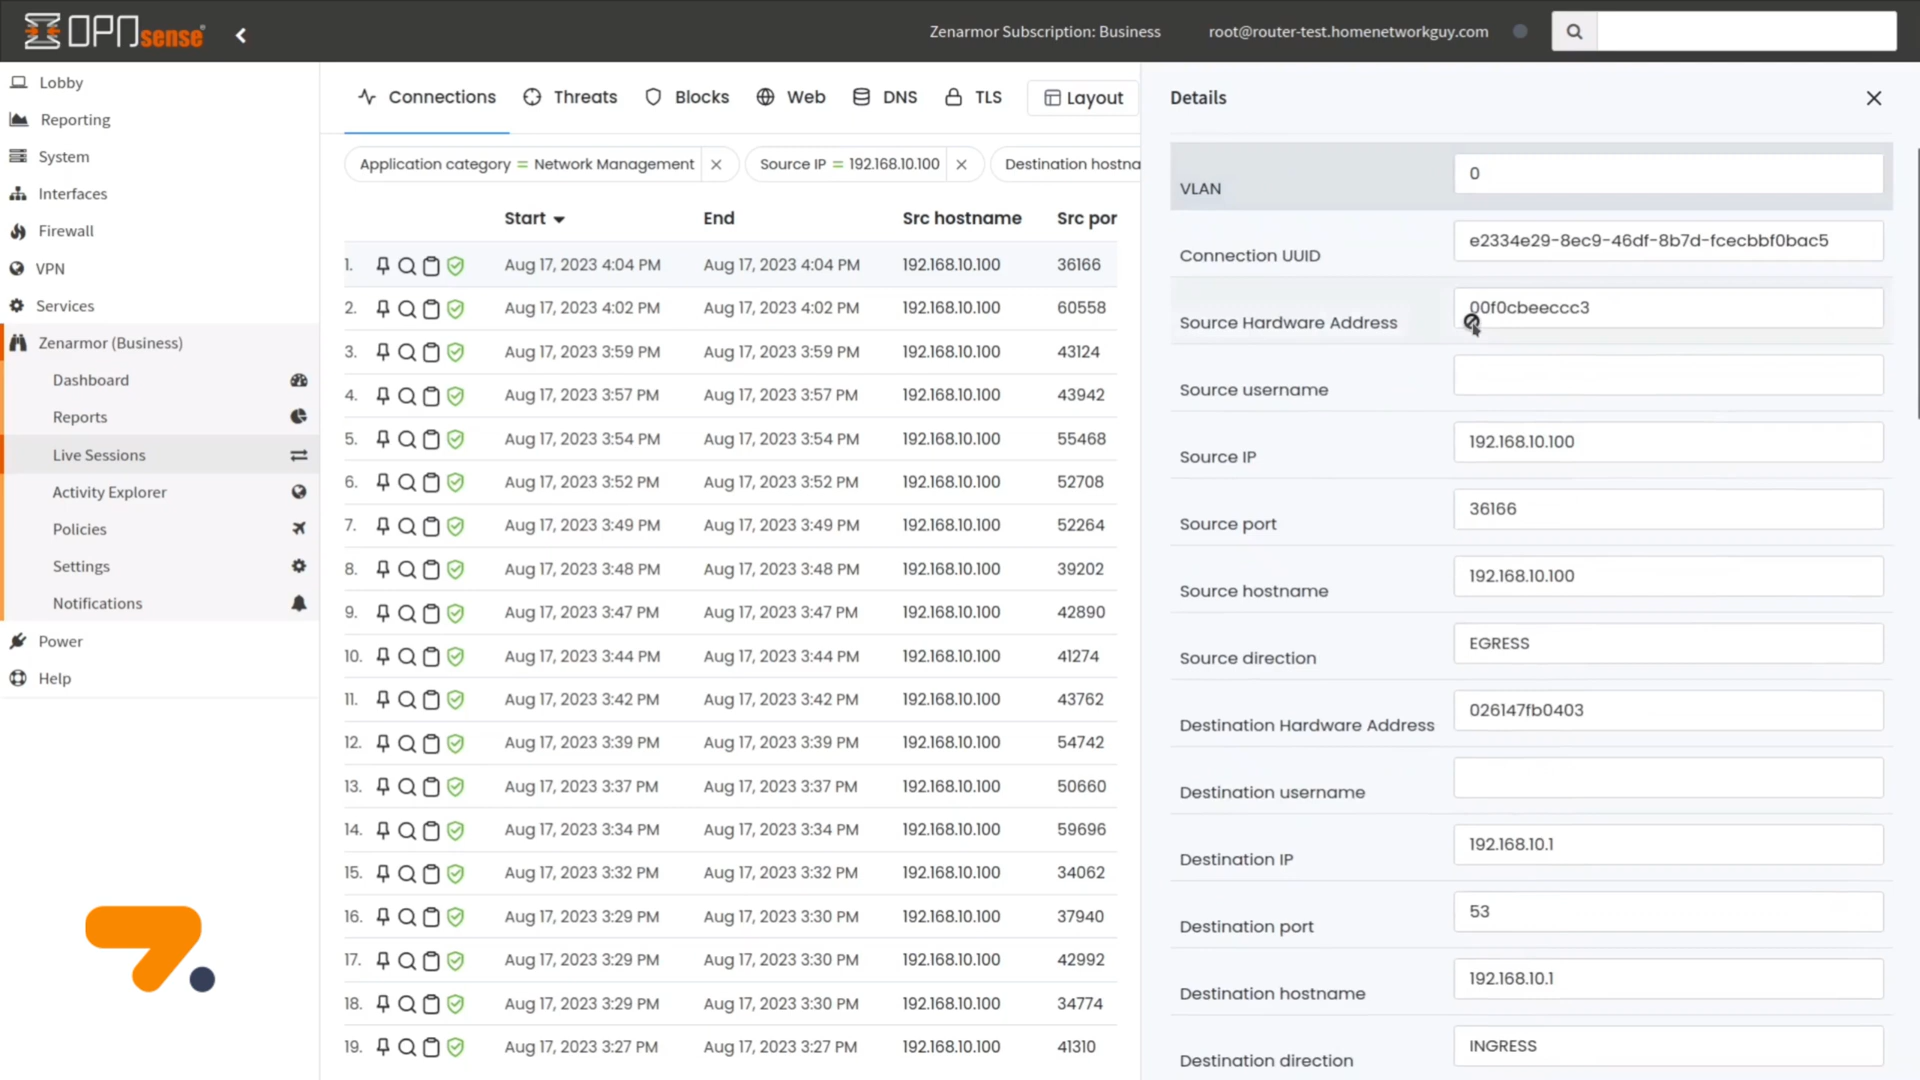 OPNsense
Zenarmor Subscription: Business
root@router-test.homenetworkguy.com
Lobby
Reporting
System
Interfaces
Firewall
VPN
Services
Zenarmor (Business)
Dashboard
Reports
Live Sessions
Activity Explorer
Policies
Settings
Notifications
Power
Help
Connections Threats Blocks Web DNS TLS Layout
Application category = Network Management Source IP = 192.168.10.100 Destination hostna
Start End Src hostname Src por
1. Aug 17, 2023 4:04 PM Aug 17, 2023 4:04 PM 192.168.10.100 36166
2. Aug 17, 2023 4:02 PM Aug 17, 2023 4:02 PM 192.168.10.100 60558
3. Aug 17, 2023 3:59 PM Aug 17, 2023 3:59 PM 192.168.10.100 43124
4. Aug 17, 2023 3:57 PM Aug 17, 2023 3:57 PM 192.168.10.100 43942
5. Aug 17, 2023 3:54 PM Aug 17, 2023 3:54 PM 192.168.10.100 55468
6. Aug 17, 2023 3:52 PM Aug 17, 2023 3:52 PM 192.168.10.100 52708
7. Aug 17, 2023 3:49 PM Aug 17, 2023 3:49 PM 192.168.10.100 52264
8. Aug 17, 2023 3:48 PM Aug 17, 2023 3:48 PM 192.168.10.100 39202
9. Aug 17, 2023 3:47 PM Aug 17, 2023 3:47 PM 192.168.10.100 42890
10. Aug 17, 2023 3:44 PM Aug 17, 2023 3:44 PM 192.168.10.100 41274
11. Aug 17, 2023 3:42 PM Aug 17, 2023 3:42 PM 192.168.10.100 43762
12. Aug 17, 2023 3:39 PM Aug 17, 2023 3:39 PM 192.168.10.100 54742
13. Aug 17, 2023 3:37 PM Aug 17, 2023 3:37 PM 192.168.10.100 50660
14. Aug 17, 2023 3:34 PM Aug 17, 2023 3:34 PM 192.168.10.100 59696
15. Aug 17, 2023 3:32 PM Aug 17, 2023 3:32 PM 192.168.10.100 34062
16. Aug 17, 2023 3:29 PM Aug 17, 2023 3:30 PM 192.168.10.100 37940
17. Aug 17, 2023 3:29 PM Aug 17, 2023 3:30 PM 192.168.10.100 42992
18. Aug 17, 2023 3:29 PM Aug 17, 2023 3:30 PM 192.168.10.100 34774
19. Aug 17, 2023 3:27 PM Aug 17, 2023 3:27 PM 192.168.10.100 41310
Details
VLAN 0
Connection UUID e2334e29-8ec9-46df-8b7d-fcecbbf0bac5
Source Hardware Address 00f0cbeeccc3
Source username
Source IP 192.168.10.100
Source port 36166
Source hostname 192.168.10.100
Source direction EGRESS
Destination Hardware Address 026147fb0403
Destination username
Destination IP 192.168.10.1
Destination port 53
Destination hostname 192.168.10.1
Destination direction INGRESS